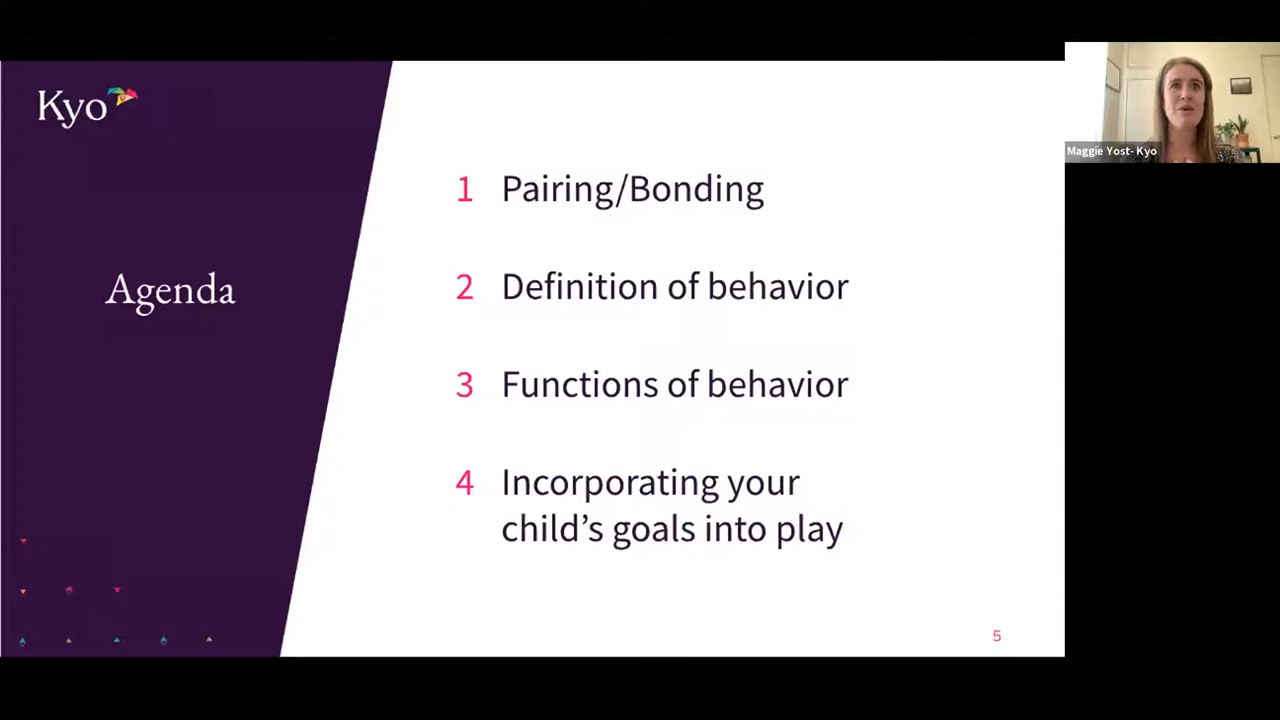 Kyo
Agenda
1 Pairing/Bonding
2 Definition of behavior
3 Functions of behavior
4 Incorporating your
child's goals into play
5
Maggie Yost- Kyo